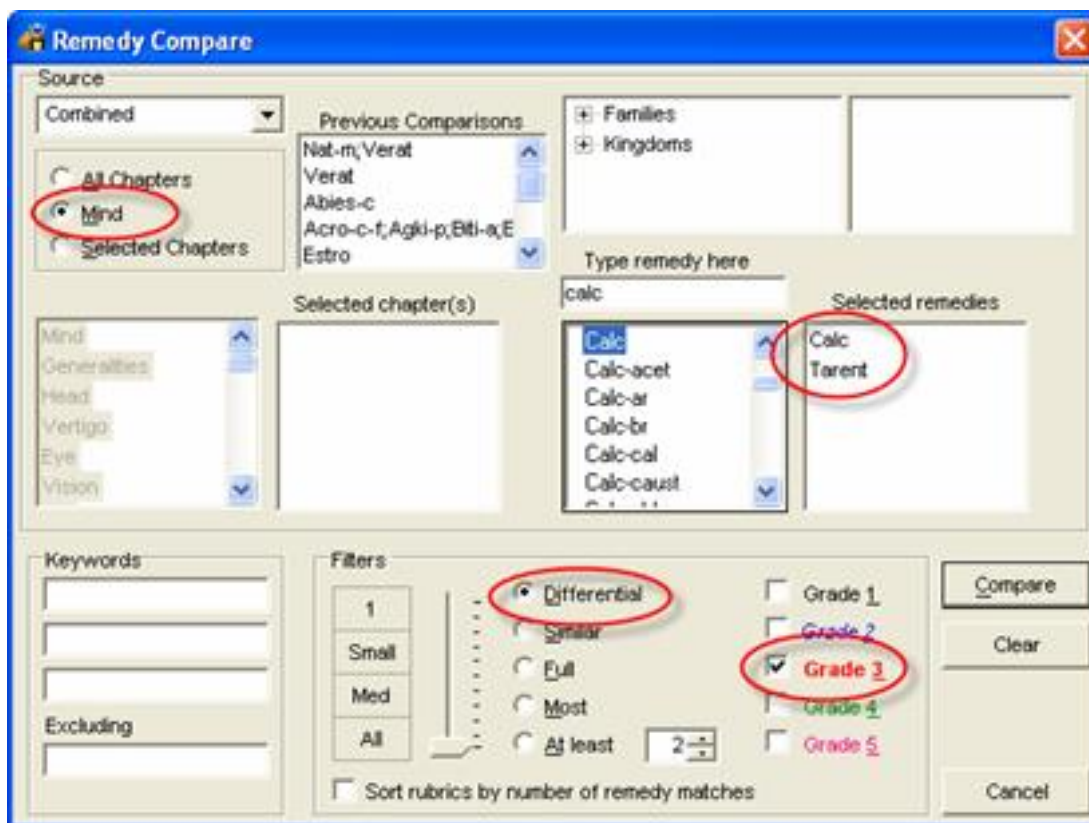 Remedy Compare
Source
Combined
All Chapters
Mind
Selected Chapters
Previous Comparisons
Nat-m;Verat
Verat
Abies-c
Acro-c-f;Agki-p;Biti-a;E
Estro
Families
Kingdoms
Type remedy here
calc
Selected chapter(s)
Selected remedies
Mind
Generalities
Head
Vertigo
Eye
Vision
Calc
Calc-acet
Calc-ar
Calc-br
Calc-cal
Calc-caust
Calc
Tarent
Keywords
Excluding
Filters
1
Small
Med
All
Differential
Similar
Full
Most
At least 2
Grade 1
Grade 2
Grade 3
Grade 4
Grade 5
Sort rubrics by number of remedy matches
Compare
Clear
Cancel